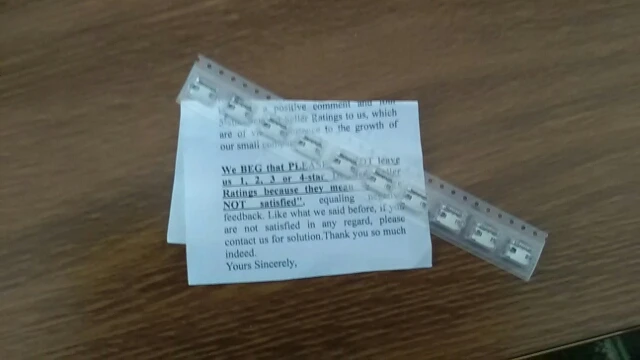 a positive comment and four
Ratings to us, which
are of to the growth of
our small
We BEG that leave
us 1, 2, 3 or 4-star
Ratings because they mean
NOT satisfied", equaling
feedback. Like what we said before, if you
are not satisfied in any regard, please
contact us for solution.Thank you so much
indeed.
Yours Sincerely,